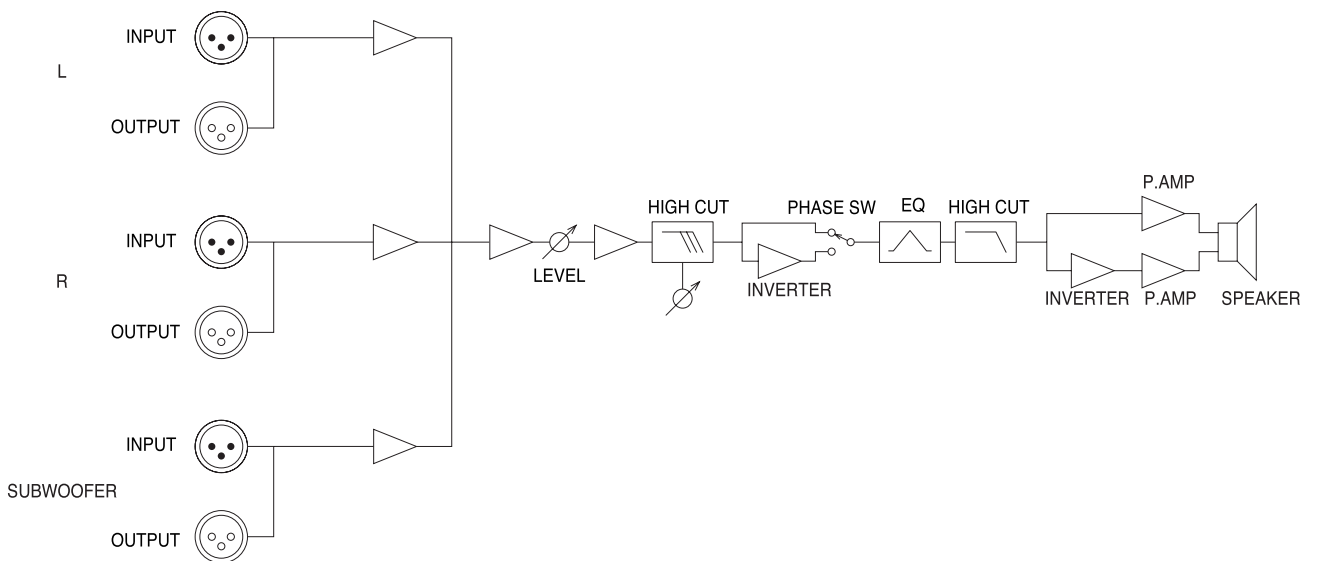 INPUT
L
OUTPUT
INPUT
R
OUTPUT
INPUT
SUBWOOFER
OUTPUT
LEVEL
HIGH CUT
INVERTER
PHASE SW
EQ
HIGH CUT
P.AMP
INVERTER
P.AMP
SPEAKER